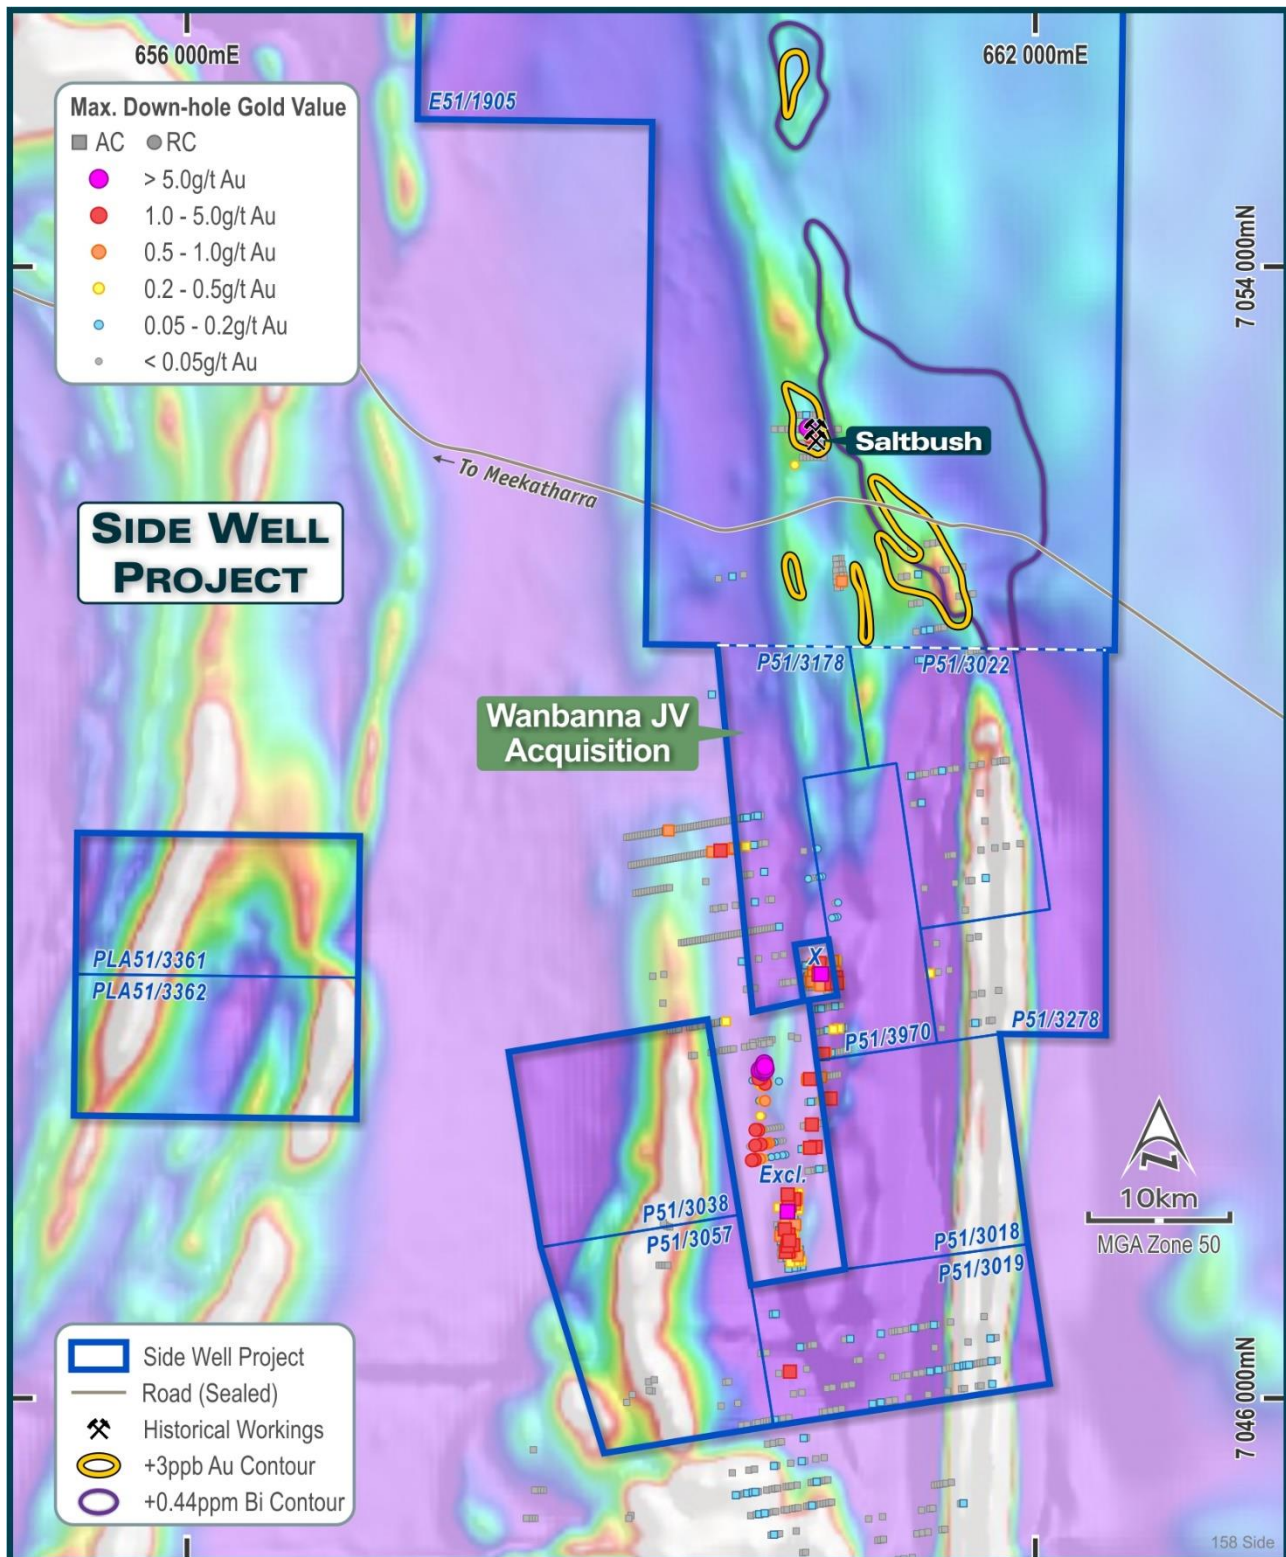 656 000mE
662 000mE
Max. Down-hole Gold Value
AC RC
> 5.0g/t Au
1.0 - 5.0g/t Au
0.5 - 1.0g/t Au
0.2 - 0.5g/t Au
0.05 - 0.2g/t Au
< 0.05g/t Au
E51/1905
7 054 000mN
Saltbush
← To Meekatharra
SIDE WELL
PROJECT
P51/3178
P51/3022
Wanbanna JV
Acquisition
PLA51/3361
PLA51/3362
X
P51/3278
P51/3970
Excl.
P51/3038
P51/3057
P51/3018
P51/3019
N
10km
MGA Zone 50
Side Well Project
Road (Sealed)
Historical Workings
+3ppb Au Contour
+0.44ppm Bi Contour
7 046 000mN
158 Side